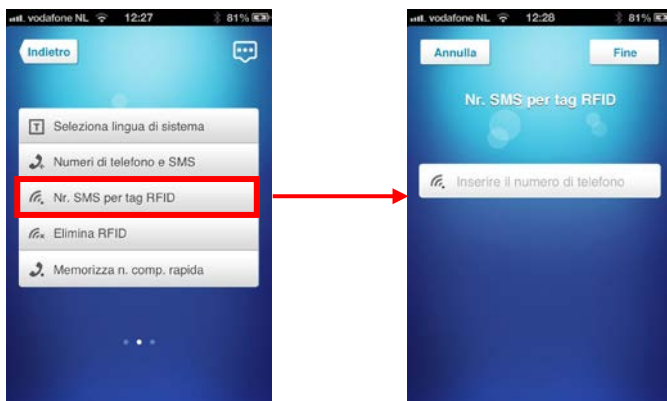 vodafone NL 12:27 81%
Indietro
T Seleziona lingua di sistema
Numeri di telefono e SMS
Nr. SMS per tag RFID
Elimina RFID
Memorizza n. comp. rapida
vodafone NL 12:28 81%
Annulla Fine
Nr. SMS per tag RFID
Inserire il numero di telefono